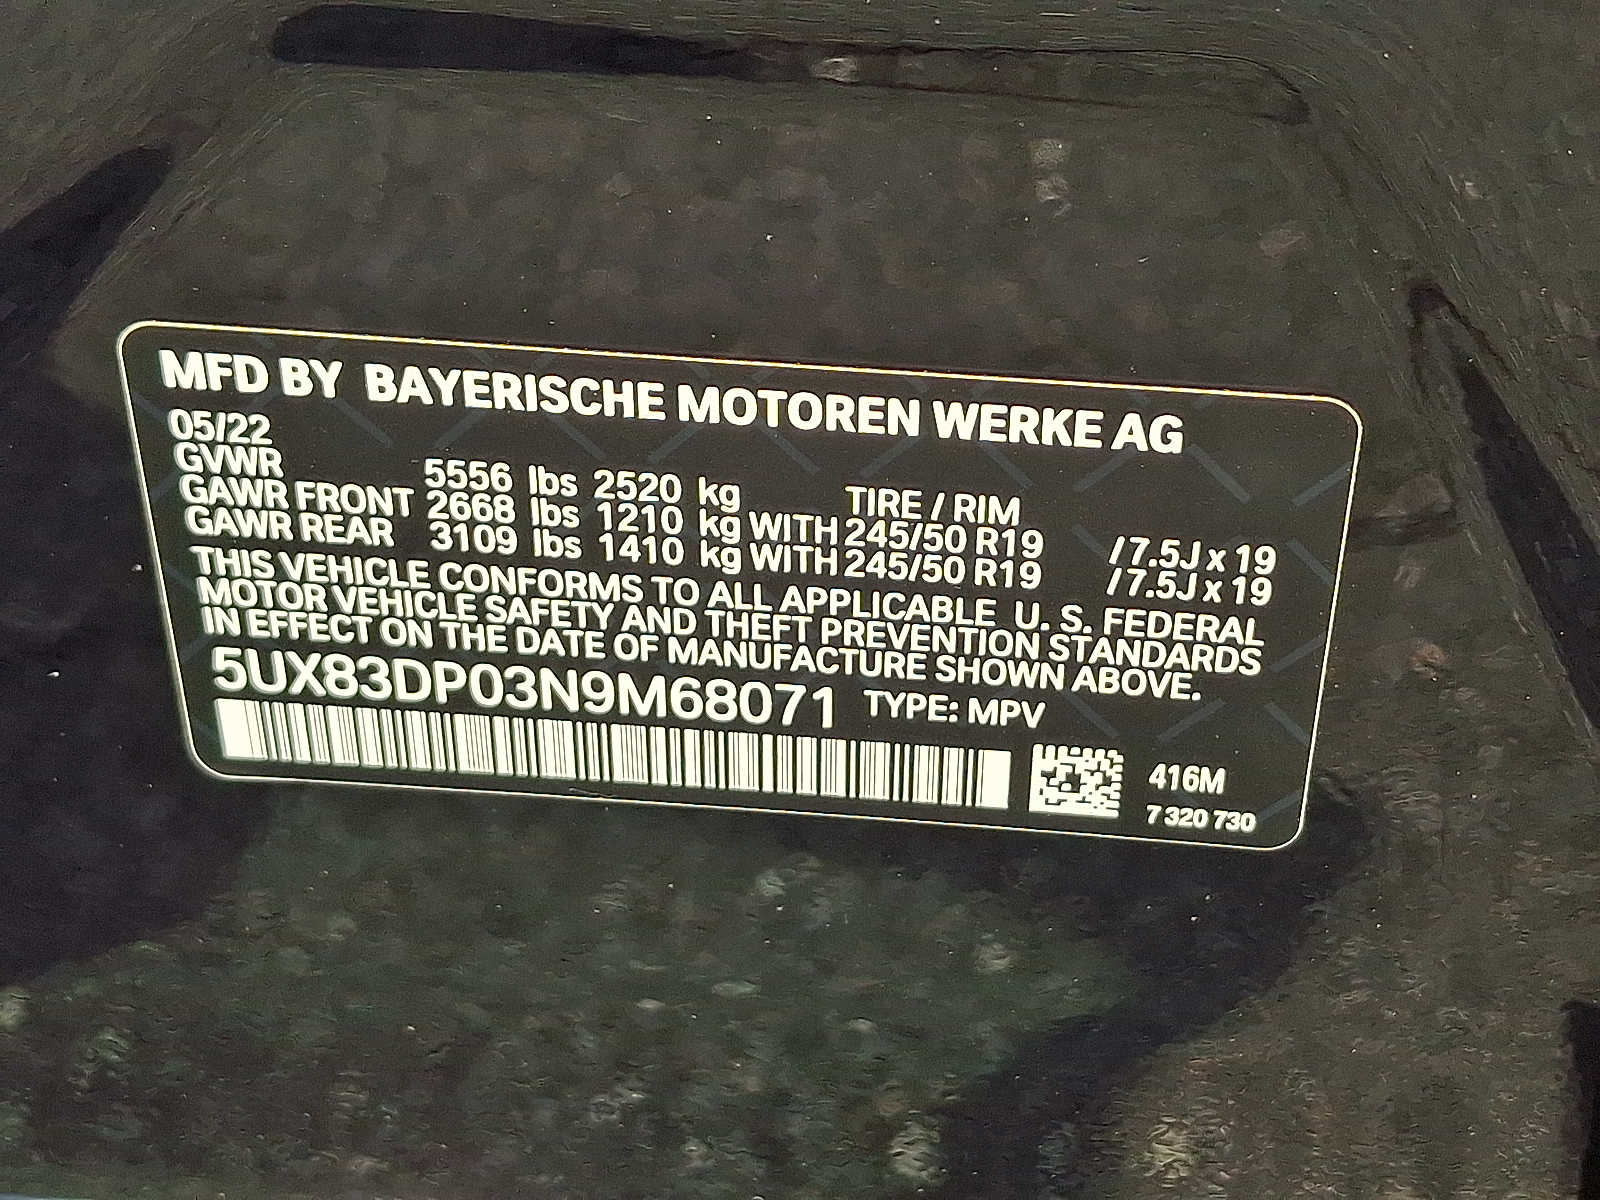 MFD BY BAYERISCHE MOTOREN WERKE AG
05/22
GVWR 5556 lbs 2520 kg TIRE / RIM
GAWR FRONT 2668 lbs 1210 kg WITH 245/50 R19 / 7.5J x 19
GAWR REAR 3109 lbs 1410 kg WITH 245/50 R19 / 7.5J x 19
THIS VEHICLE CONFORMS TO ALL APPLICABLE U. S. FEDERAL
MOTOR VEHICLE SAFETY AND THEFT PREVENTION STANDARDS
IN EFFECT ON THE DATE OF MANUFACTURE SHOWN ABOVE.
5UX83DP03N9M68071 TYPE: MPV
416M
7 320 730